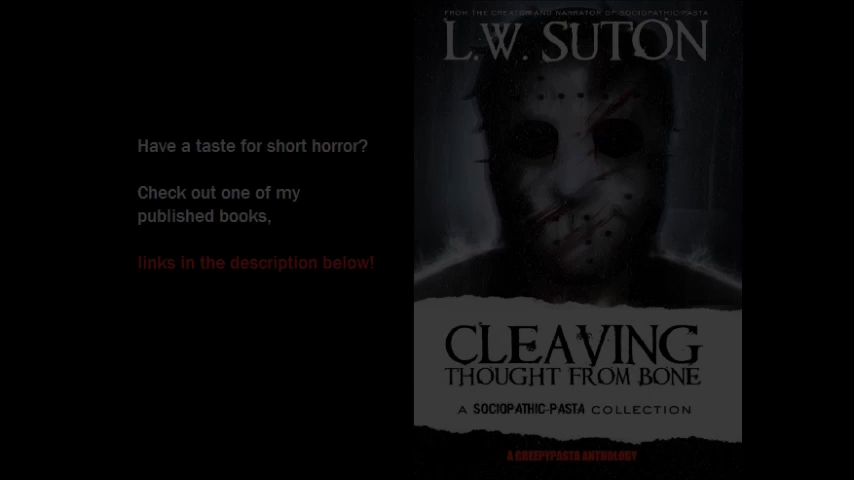 Have a taste for short horror?
Check out one of my
published books,
links in the description below!
FROM THE CREATOR AND NARRATOR OF SOCIOPATHIC-PASTA
L.W. SUTON
CLEAVING
THOUGHT FROM BONE
A SOCIOPATHIC-PASTA COLLECTION
A CREEPYPASTA ANTHOLOGY